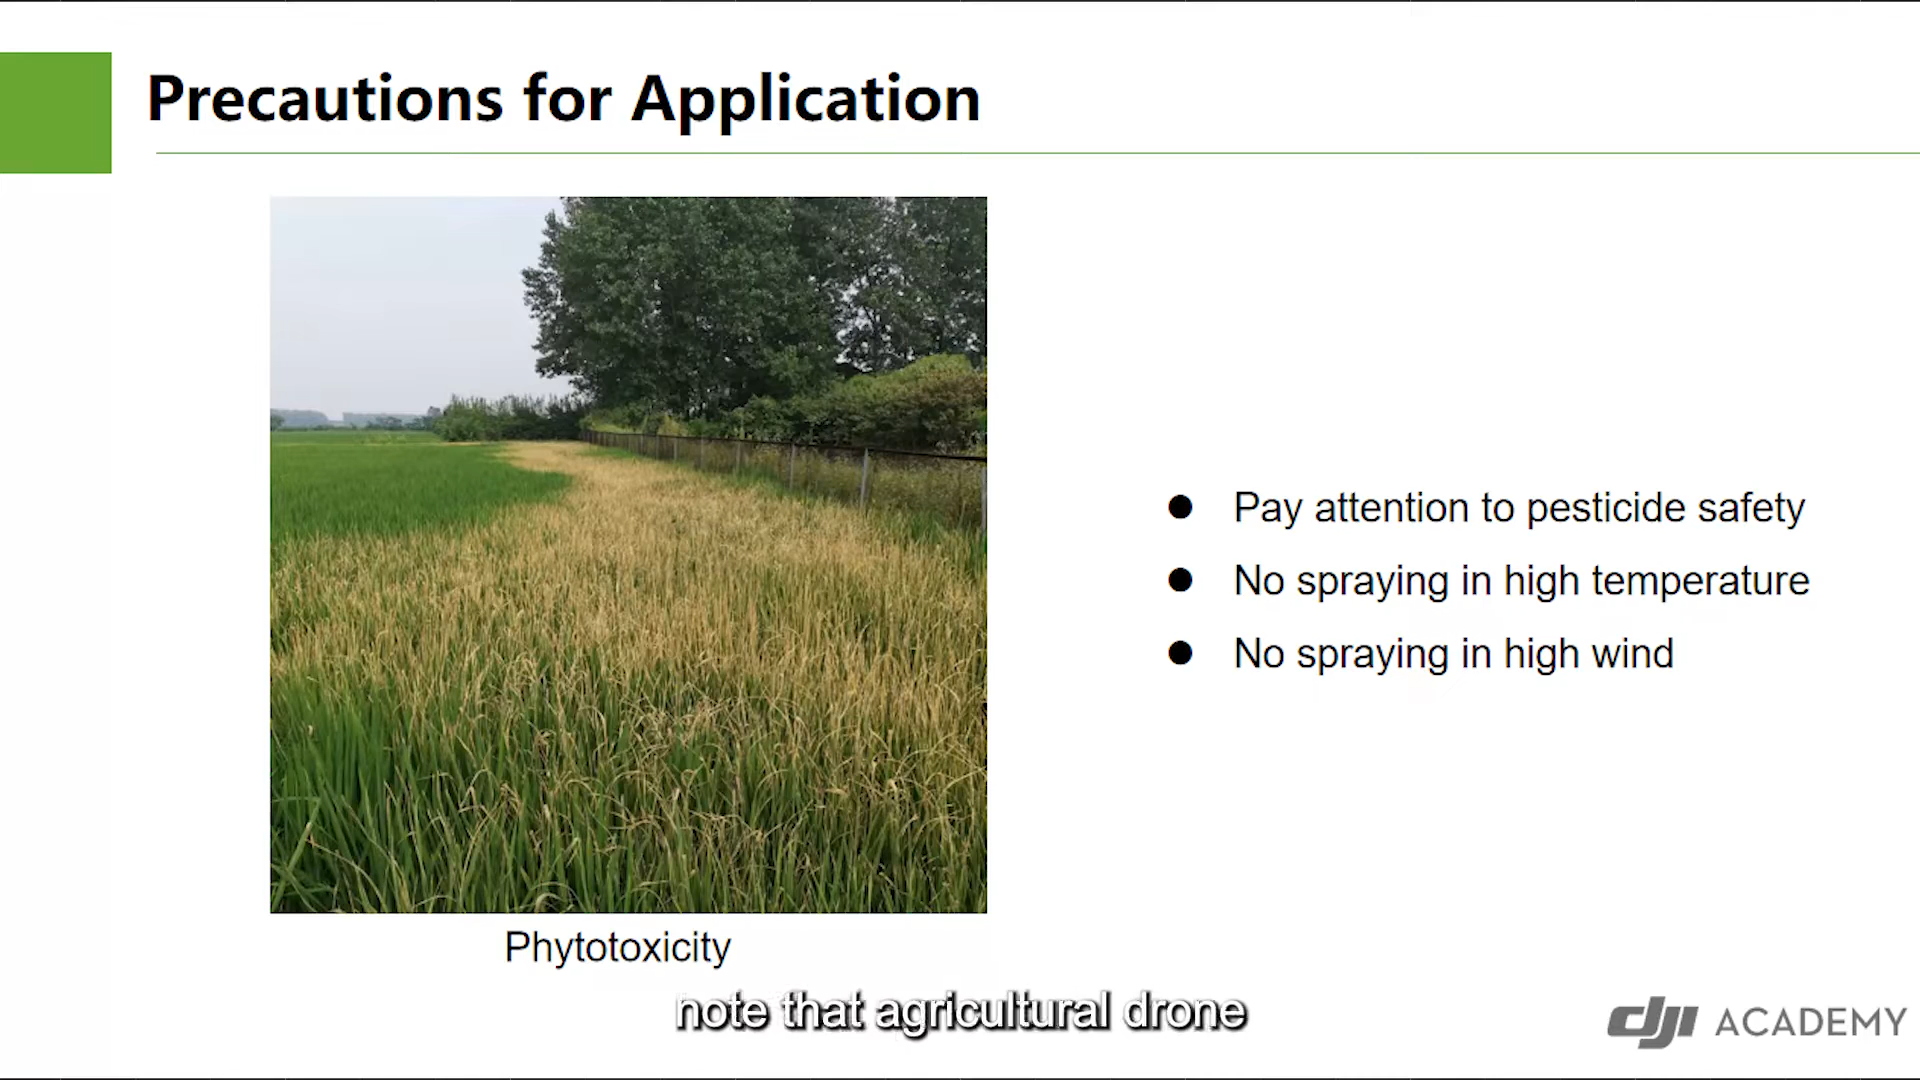 Precautions for Application
Pay attention to pesticide safety
No spraying in high temperature
No spraying in high wind
Phytotoxicity
note that agricultural drone
dji ACADEMY